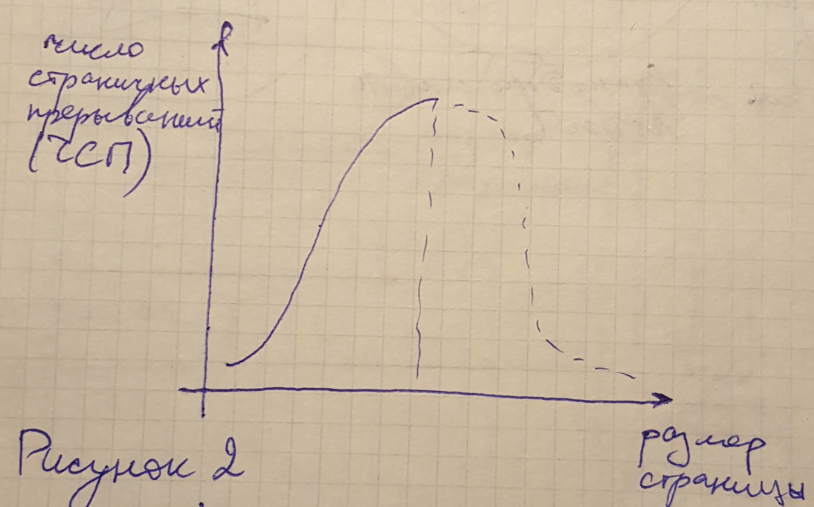 число
страничных
прерываний
(ЧСП)
размер
страницы
Рисунок 2